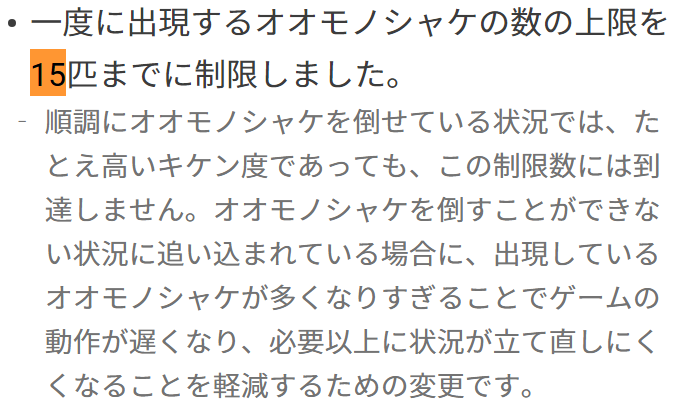 • 一度に出現するオオモノシャケの数の上限を
15匹までに制限しました。
- 順調にオオモノシャケを倒せている状況では、た
とえ高いキケン度であっても、この制限数には到
達しません。オオモノシャケを倒すことができな
い状況に追い込まれている場合に、出現している
オオモノシャケが多くなりすぎることでゲームの
動作が遅くなり、必要以上に状況が立て直しにく
くなることを軽減するための変更です。